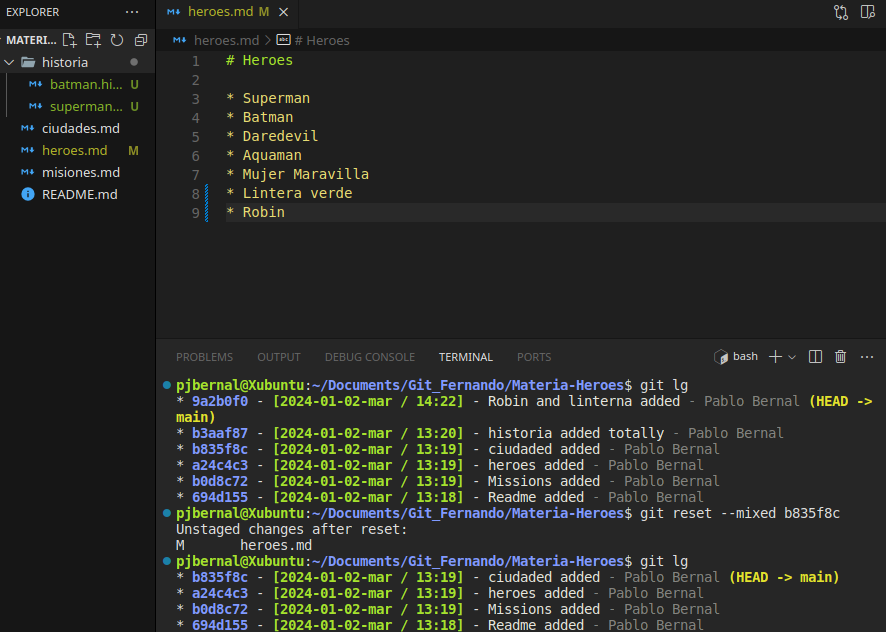 EXPLORER ···
MATERI...
historia
batman.hi... U
superman... U
ciudades.md
heroes.md M
misiones.md
README.md
heroes.md M
heroes.md > # Heroes
1 # Heroes
2
3 * Superman
4 * Batman
5 * Daredevil
6 * Aquaman
7 * Mujer Maravilla
8 * Lintera verde
9 * Robin
PROBLEMS OUTPUT DEBUG CONSOLE TERMINAL PORTS bash
pjbernal@Xubuntu:~/Documents/Git_Fernando/Materia-Heroes$ git lg
* 9a2b0f0 - [2024-01-02-mar / 14:22] - Robin and linterna added - Pablo Bernal (HEAD ->
main)
* b3aaf87 - [2024-01-02-mar / 13:20] - historia added totally - Pablo Bernal
* b835f8c - [2024-01-02-mar / 13:19] - ciudaded added - Pablo Bernal
* a24c4c3 - [2024-01-02-mar / 13:19] - heroes added - Pablo Bernal
* b0d8c72 - [2024-01-02-mar / 13:19] - Missions added - Pablo Bernal
* 694d155 - [2024-01-02-mar / 13:18] - Readme added - Pablo Bernal
pjbernal@Xubuntu:~/Documents/Git_Fernando/Materia-Heroes$ git reset --mixed b835f8c
Unstaged changes after reset:
M heroes.md
pjbernal@Xubuntu:~/Documents/Git_Fernando/Materia-Heroes$ git lg
* b835f8c - [2024-01-02-mar / 13:19] - ciudaded added - Pablo Bernal (HEAD -> main)
* a24c4c3 - [2024-01-02-mar / 13:19] - heroes added - Pablo Bernal
* b0d8c72 - [2024-01-02-mar / 13:19] - Missions added - Pablo Bernal
* 694d155 - [2024-01-02-mar / 13:18] - Readme added - Pablo Bernal